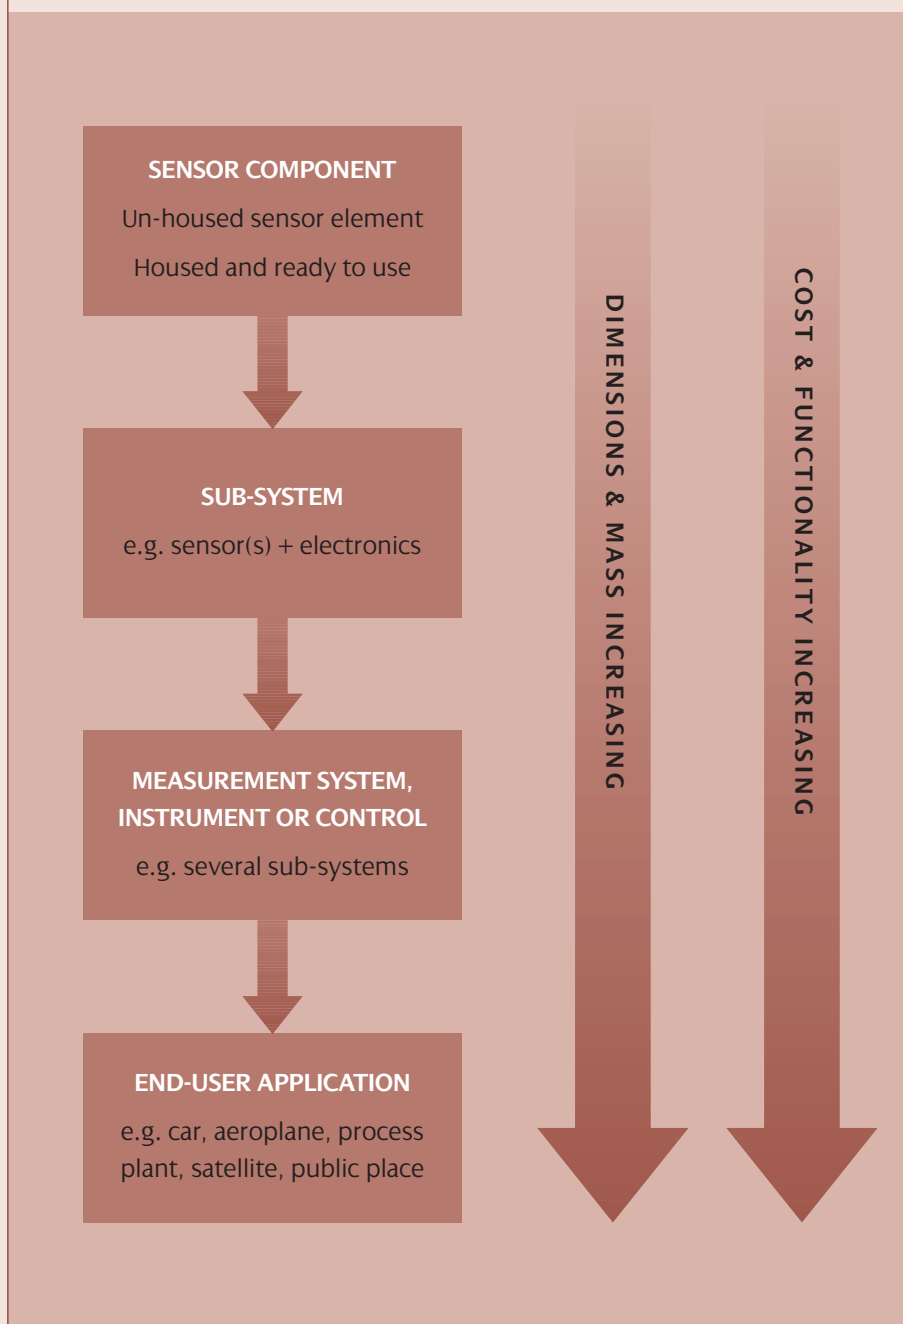 SENSOR COMPONENT
Un-housed sensor element
Housed and ready to use
SUB-SYSTEM
e.g. sensor(s) + electronics
MEASUREMENT SYSTEM,
INSTRUMENT OR CONTROL
e.g. several sub-systems
END-USER APPLICATION
e.g. car, aeroplane, process
plant, satellite, public place
DIMENSIONS & MASS INCREASING
COST & FUNCTIONALITY INCREASING